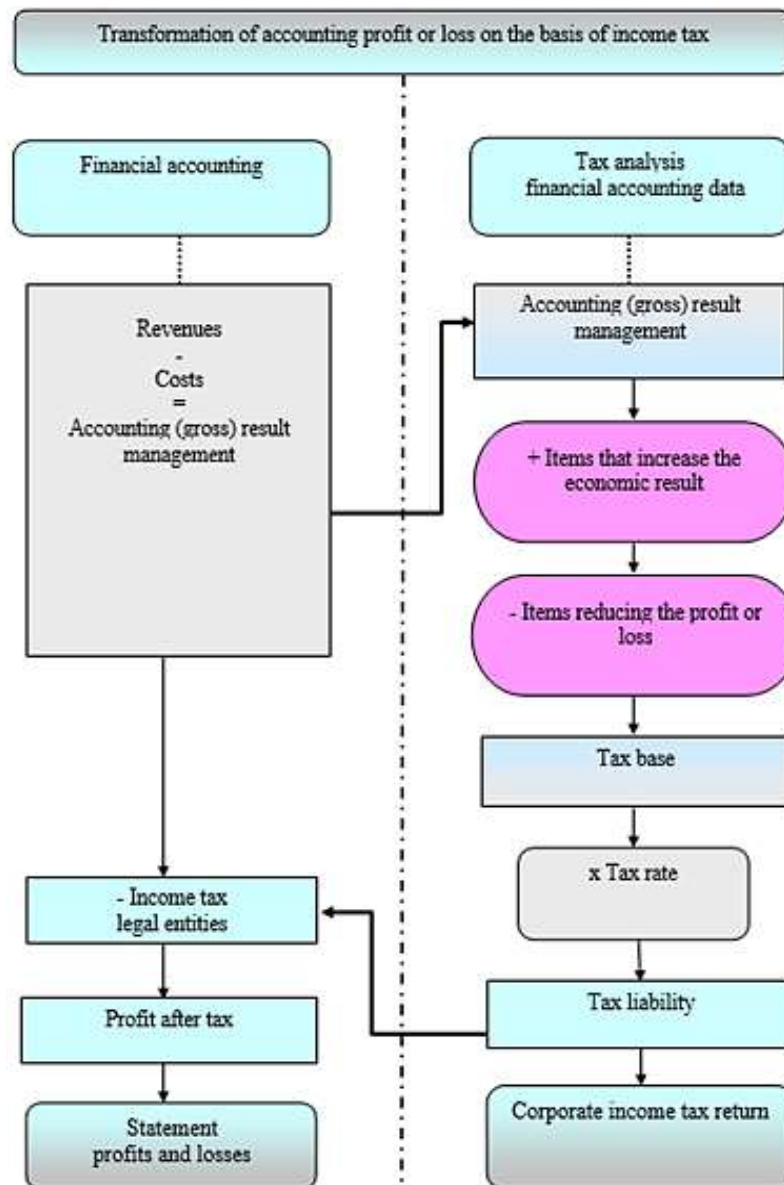 Transformation of accounting profit or loss on the basis of income tax
Financial accounting
Revenues
-
Costs
=
Accounting (gross) result
management
- Income tax
legal entities
Profit after tax
Statement
profits and losses
Tax analysis
financial accounting data
Accounting (gross) result
management
+ Items that increase the
economic result
- Items reducing the profit or
loss
Tax base
x Tax rate
Tax liability
Corporate income tax return